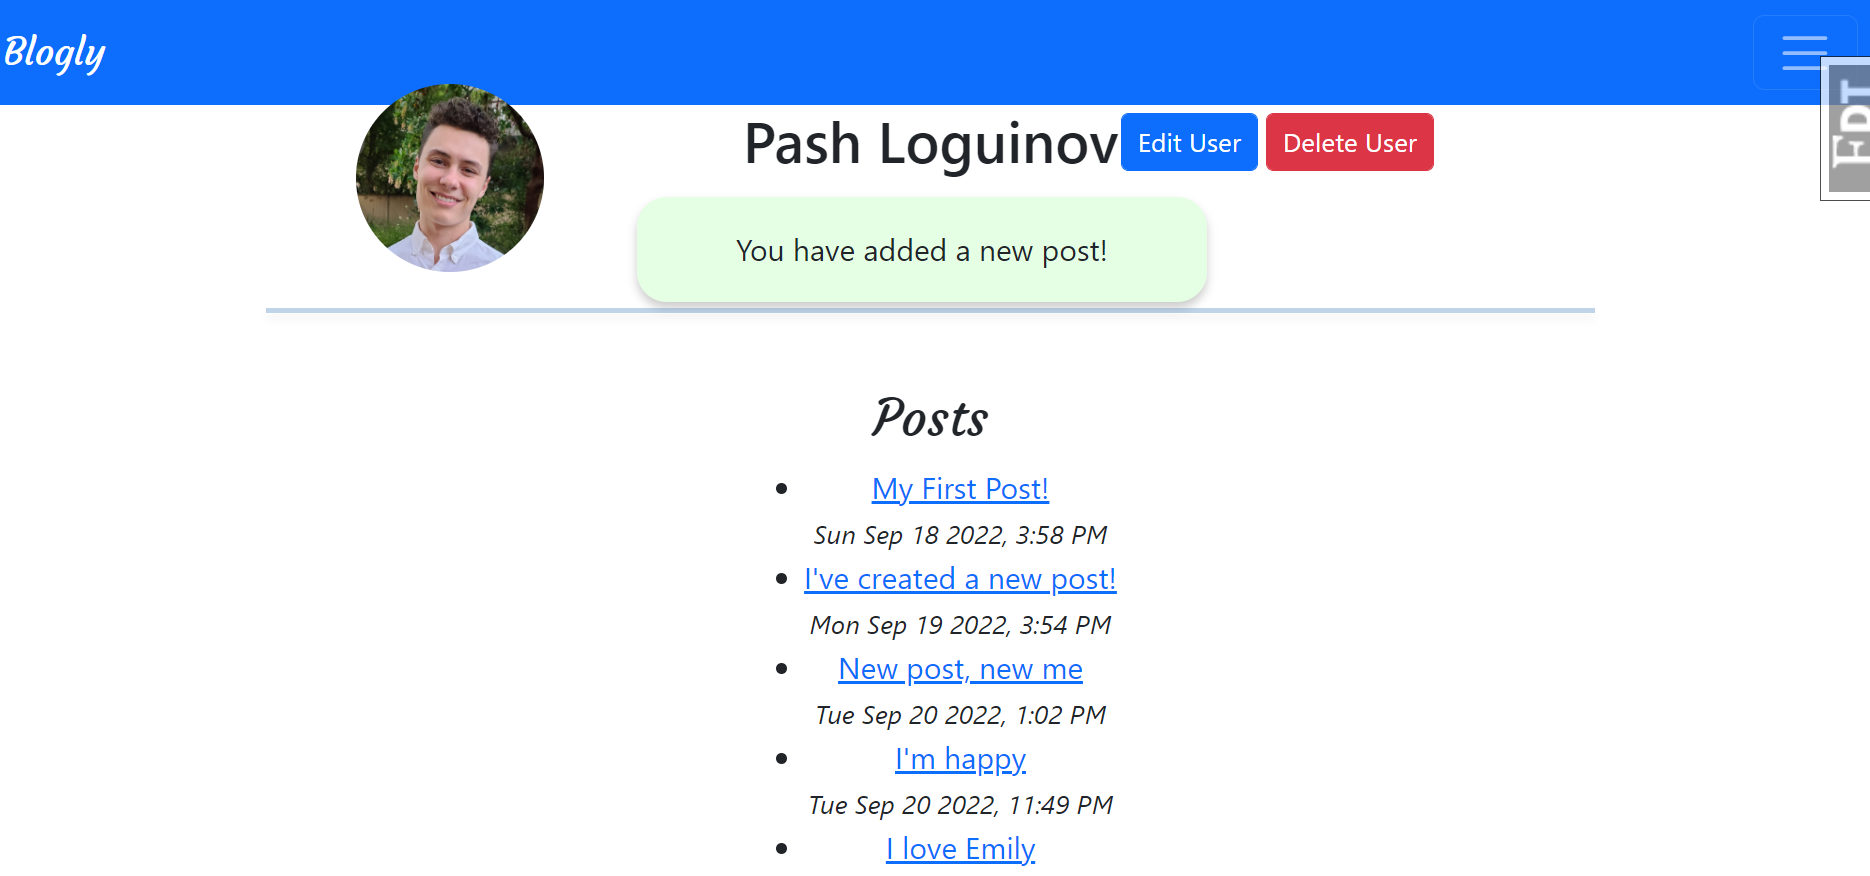 Blogly
FDT
Pash Loguinov Edit User Delete User
You have added a new post!
Posts
My First Post!
Sun Sep 18 2022, 3:58 PM
I've created a new post!
Mon Sep 19 2022, 3:54 PM
New post, new me
Tue Sep 20 2022, 1:02 PM
I'm happy
Tue Sep 20 2022, 11:49 PM
I love Emily